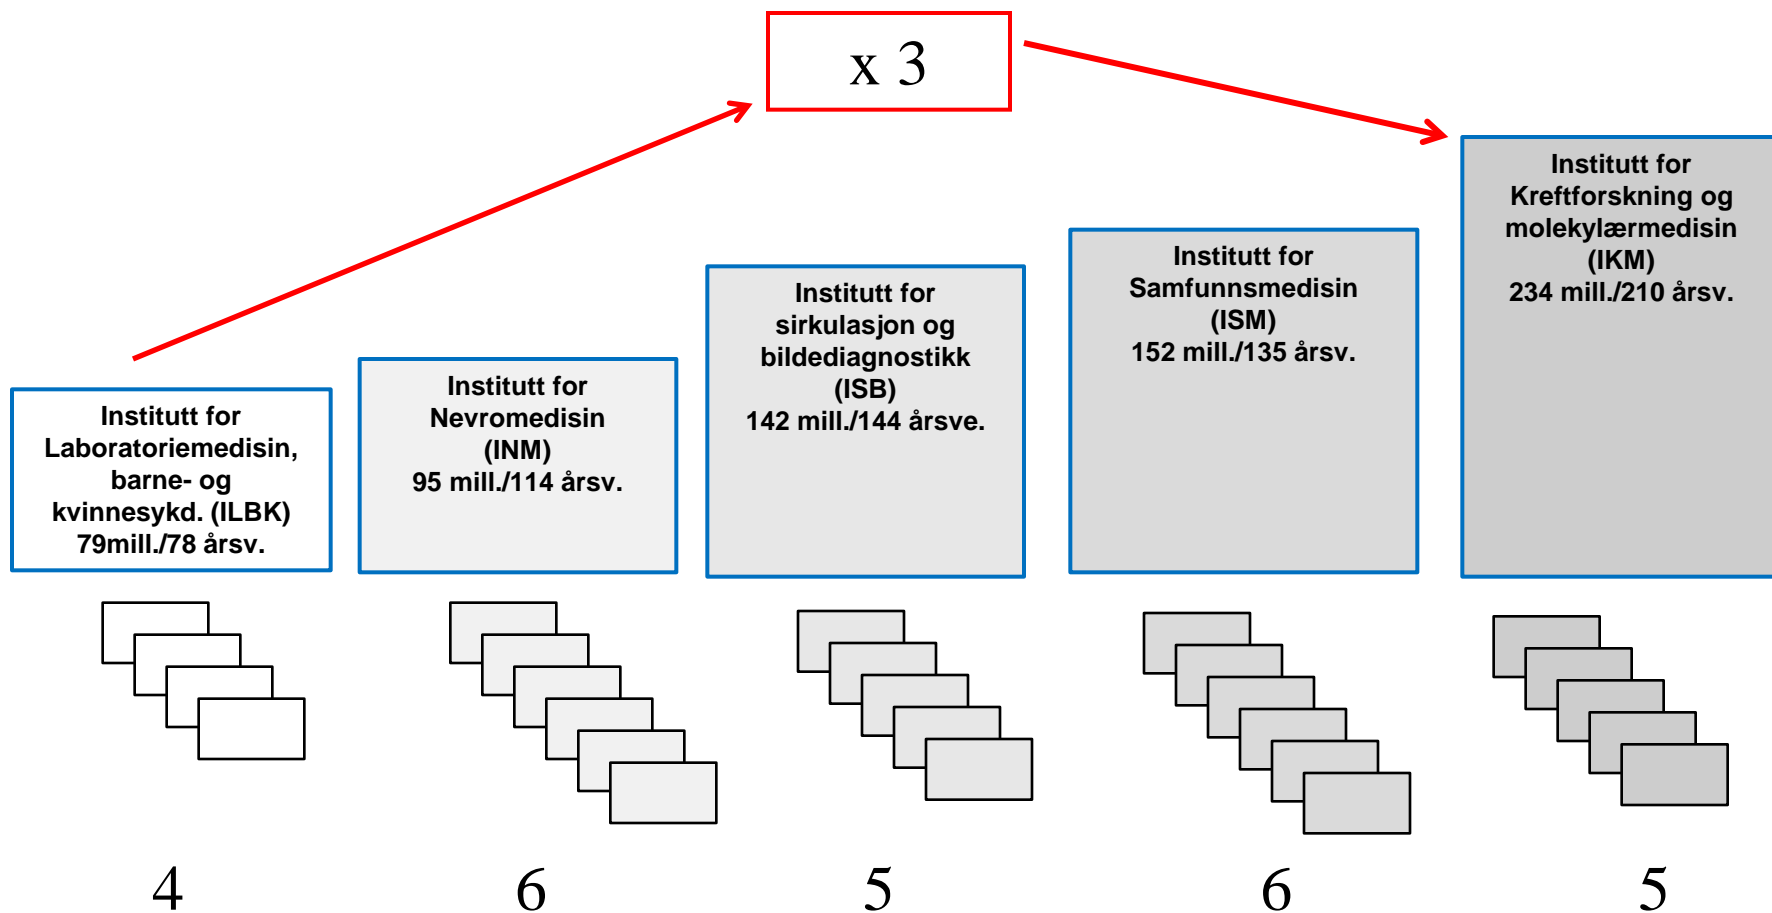 x 3
Institutt for
Laboratoriemedisin,
barne- og
kvinnesykd. (ILBK)
79mill./78 årsv.
Institutt for
Nevromedisin
(INM)
95 mill./114 årsv.
Institutt for
sirkulasjon og
bildediagnostikk
(ISB)
142 mill./144 årsve.
Institutt for
Samfunnsmedisin
(ISM)
152 mill./135 årsv.
Institutt for
Kreftforskning og
molekylærmedisin
(IKM)
234 mill./210 årsv.
4
6
5
6
5